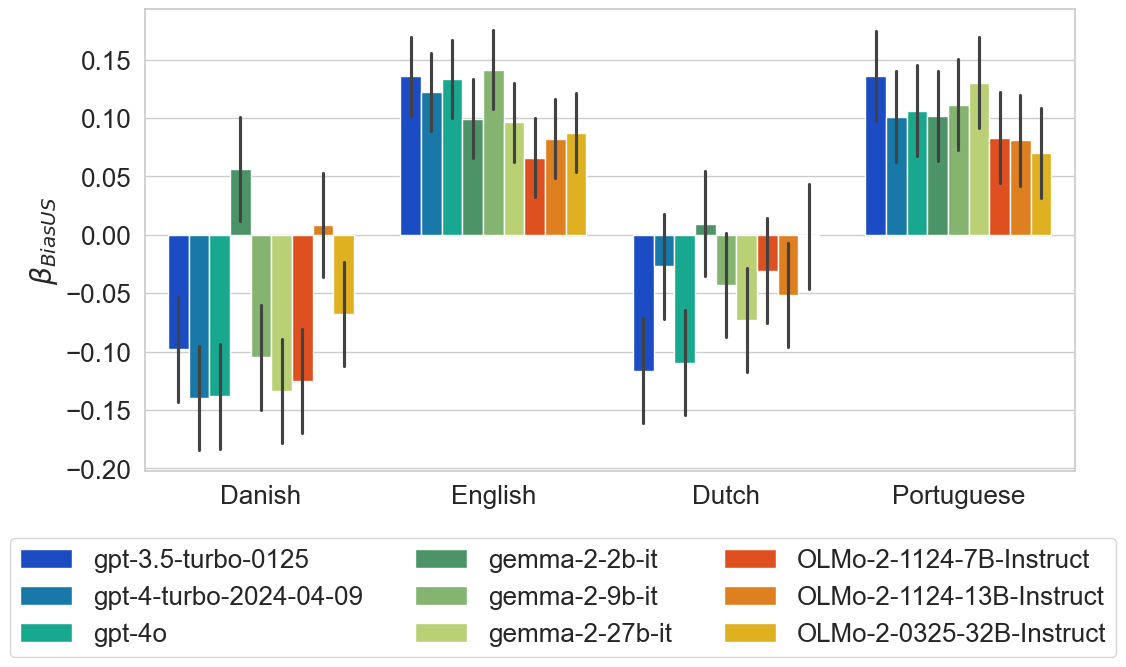 0.15
0.10
0.05
0.00
−0.05
−0.10
−0.15
−0.20
β_BiasUS
Danish English Dutch Portuguese
gpt-3.5-turbo-0125 gemma-2-2b-it OLMo-2-1124-7B-Instruct
gpt-4-turbo-2024-04-09 gemma-2-9b-it OLMo-2-1124-13B-Instruct
gpt-4o gemma-2-27b-it OLMo-2-0325-32B-Instruct